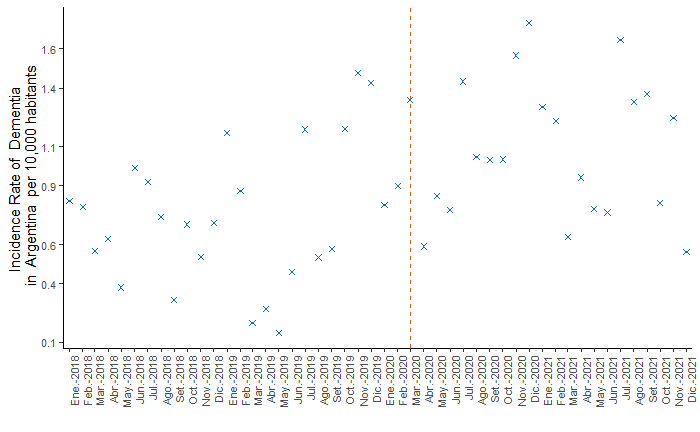 Incidence Rate of Dementia
in Argentina per 10,000 habitants
1.6
1.4
1.1
0.9
0.6
0.4
0.1
Ene.-2018
Feb.-2018
Mar.-2018
Abr.-2018
May.-2018
Jun.-2018
Jul.-2018
Ago.-2018
Set.-2018
Oct.-2018
Nov.-2018
Dic.-2018
Ene.-2019
Feb.-2019
Mar.-2019
Abr.-2019
May.-2019
Jun.-2019
Jul.-2019
Ago.-2019
Set.-2019
Oct.-2019
Nov.-2019
Dic.-2019
Ene.-2020
Feb.-2020
Mar.-2020
Abr.-2020
May.-2020
Jun.-2020
Jul.-2020
Ago.-2020
Set.-2020
Oct.-2020
Nov.-2020
Dic.-2020
Ene.-2021
Feb.-2021
Mar.-2021
Abr.-2021
May.-2021
Jun.-2021
Jul.-2021
Ago.-2021
Set.-2021
Oct.-2021
Nov.-2021
Dic.-2021